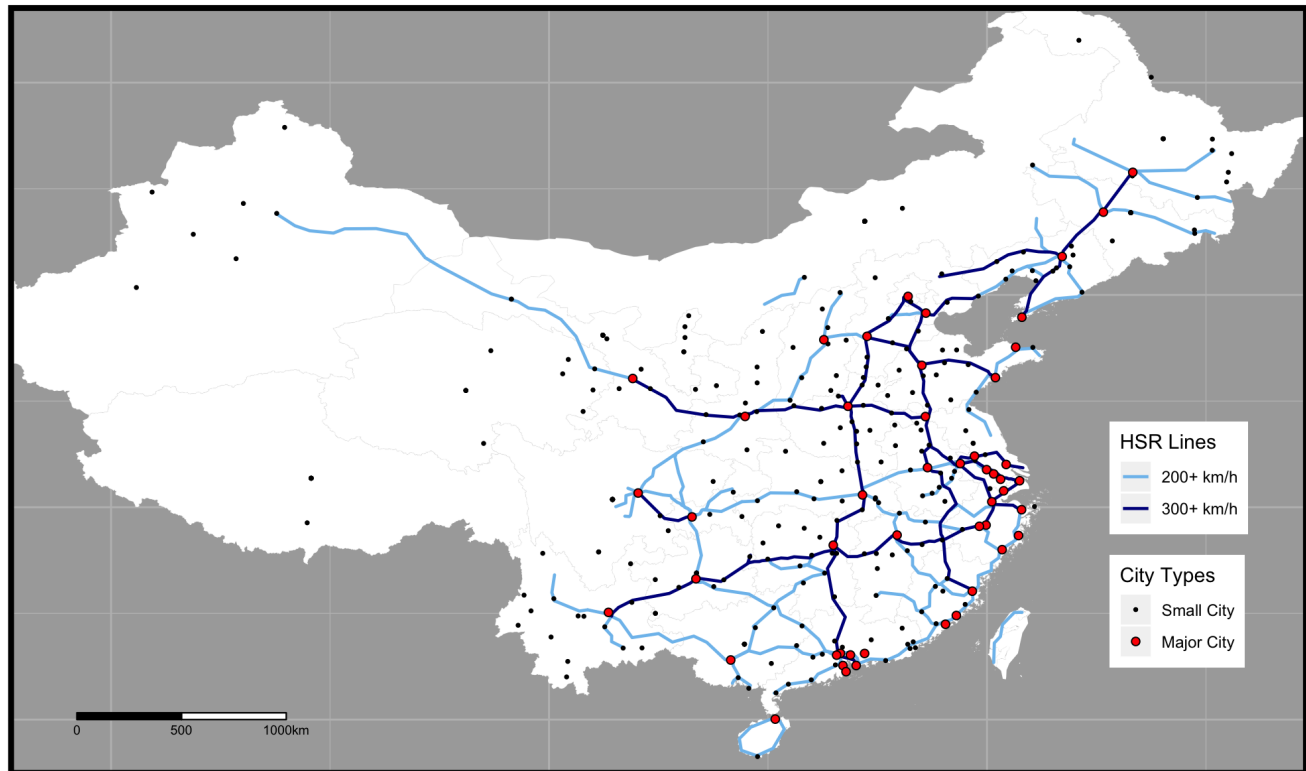 HSR Lines
200+ km/h
300+ km/h
City Types
Small City
Major City
0 500 1000km